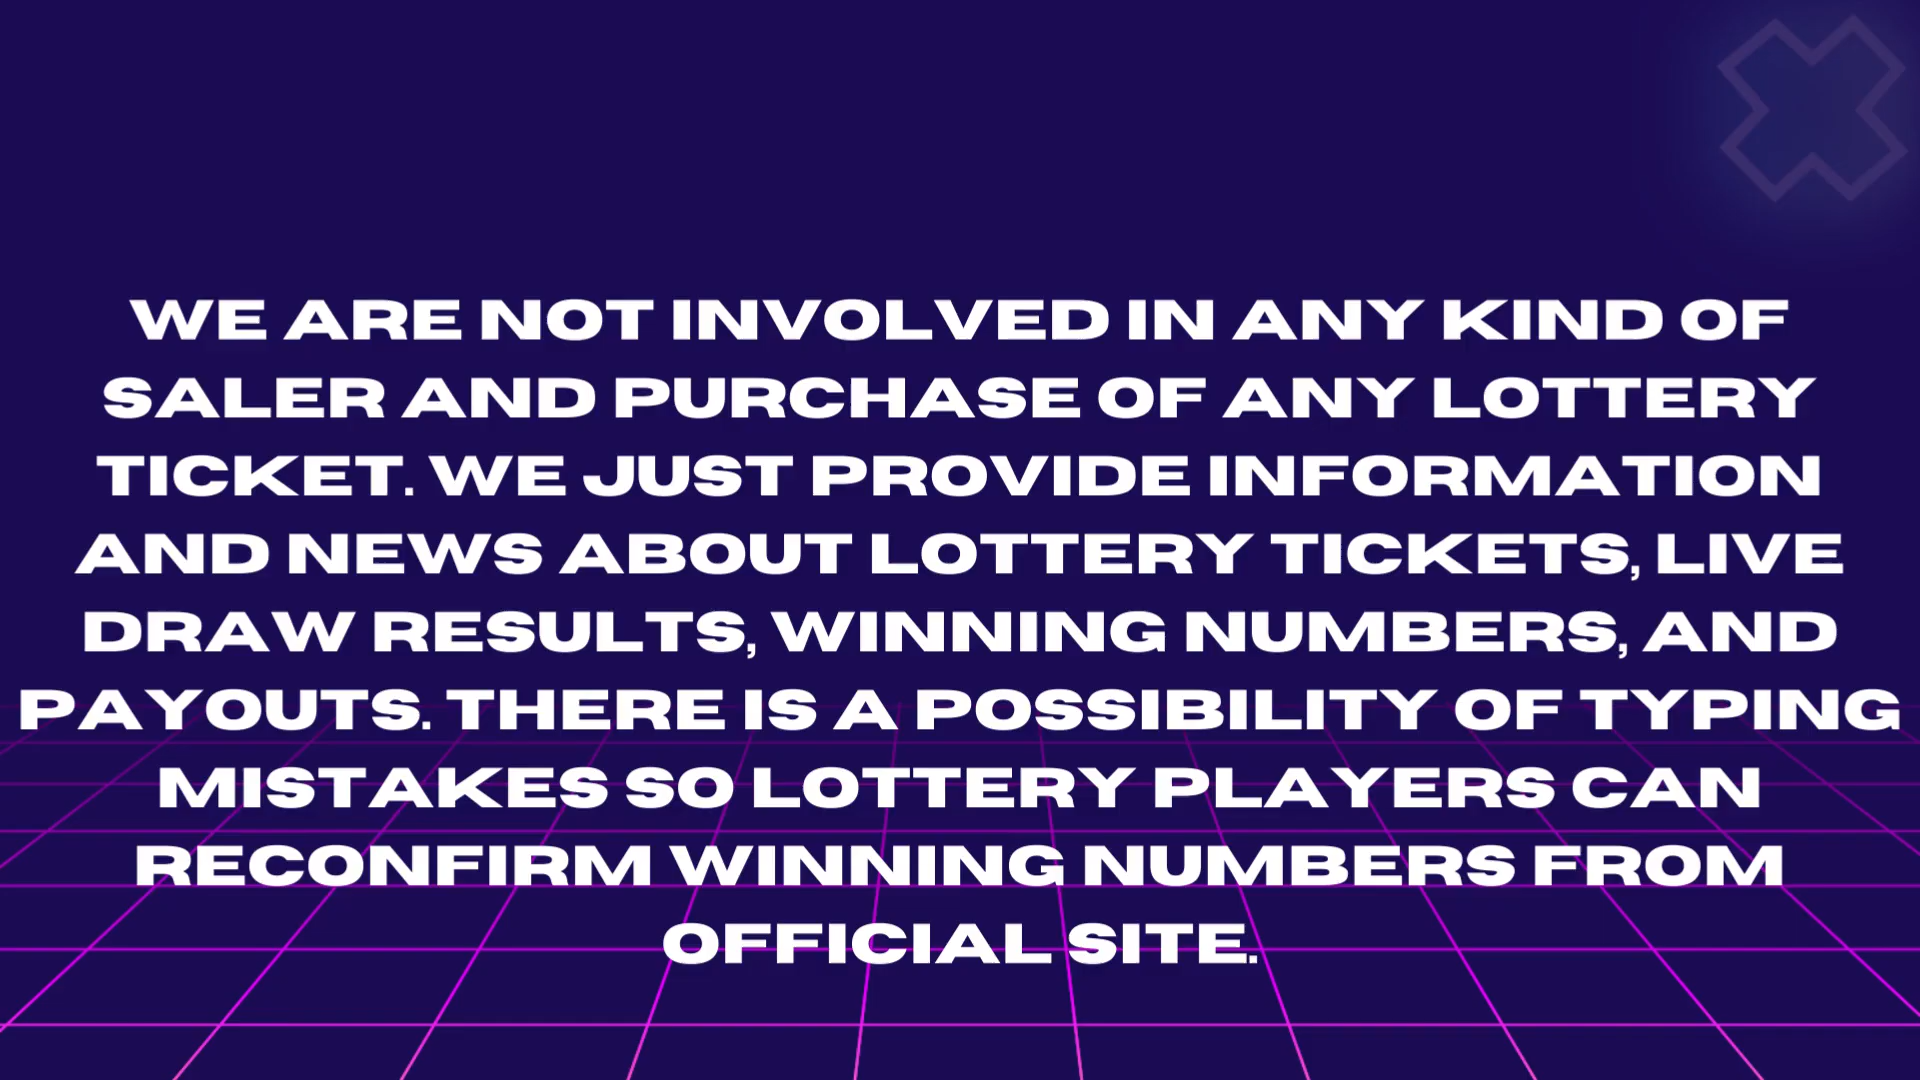 WE ARE NOT INVOLVED IN ANY KIND OF
SALER AND PURCHASE OF ANY LOTTERY
TICKET. WE JUST PROVIDE INFORMATION
AND NEWS ABOUT LOTTERY TICKETS, LIVE
DRAW RESULTS, WINNING NUMBERS, AND
PAYOUTS. THERE IS A POSSIBILITY OF TYPING
MISTAKES SO LOTTERY PLAYERS CAN
RECONFIRM WINNING NUMBERS FROM
OFFICIAL SITE.